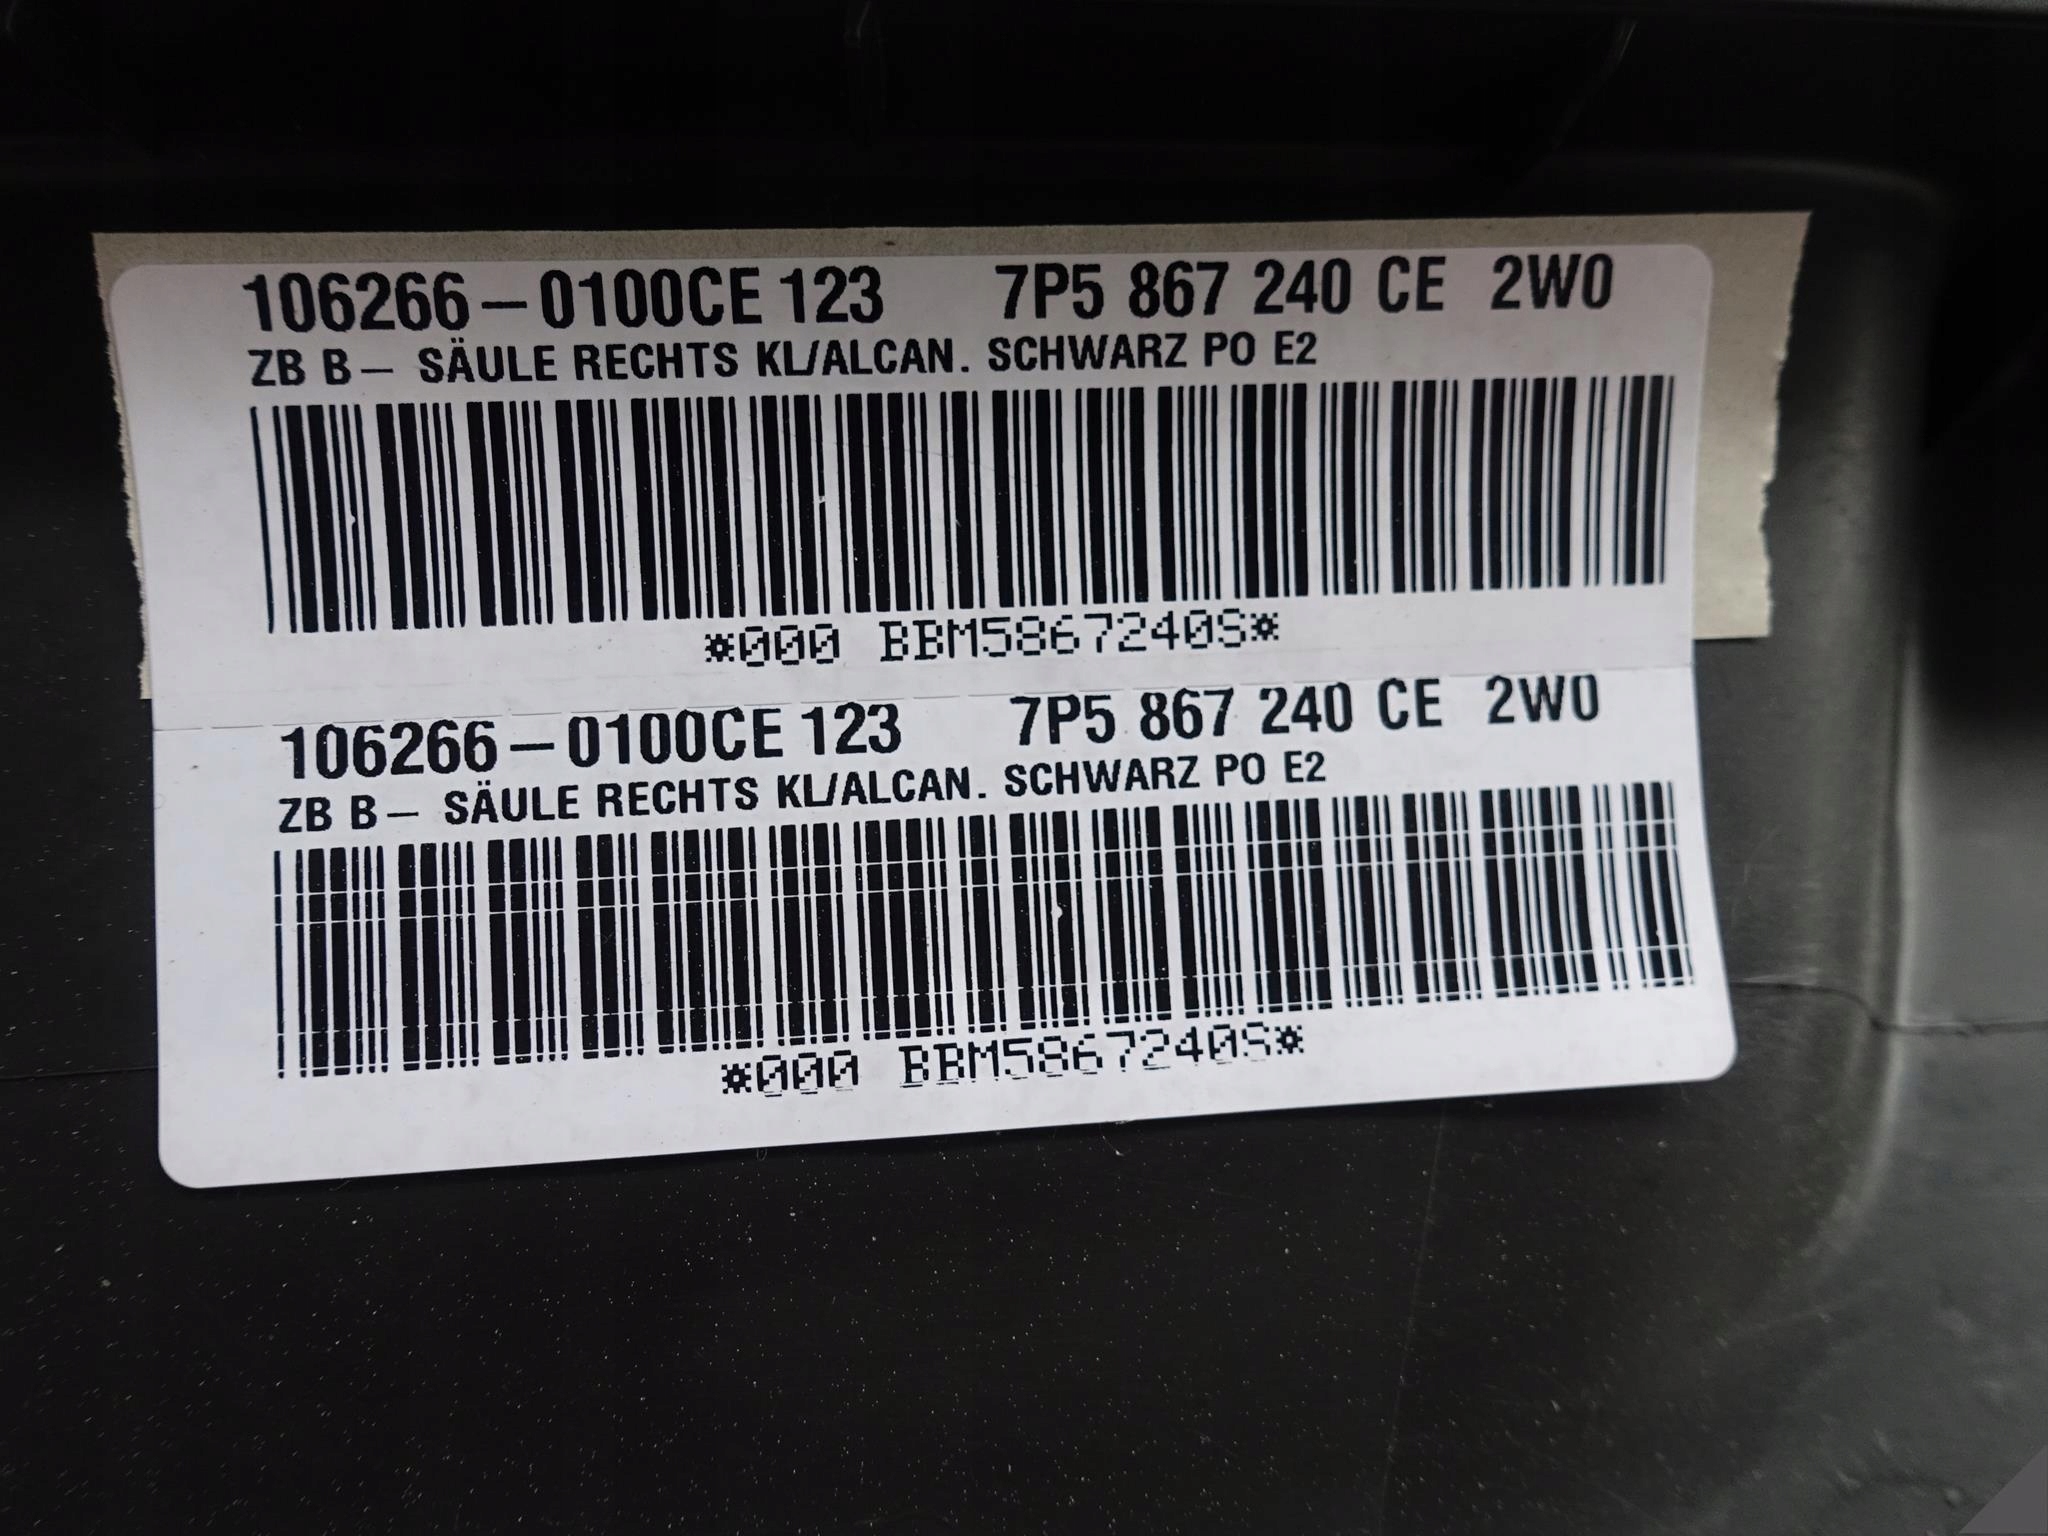 106266-0100CE 123 7P5 867 240 CE 2W0
ZB B- SÄULE RECHTS KL/ALCAN. SCHWARZ PO E2
*000 BBM5867240S*
106266-0100CE 123 7P5 867 240 CE 2W0
ZB B- SÄULE RECHTS KL/ALCAN. SCHWARZ PO E2
*000 BBM5867240S*